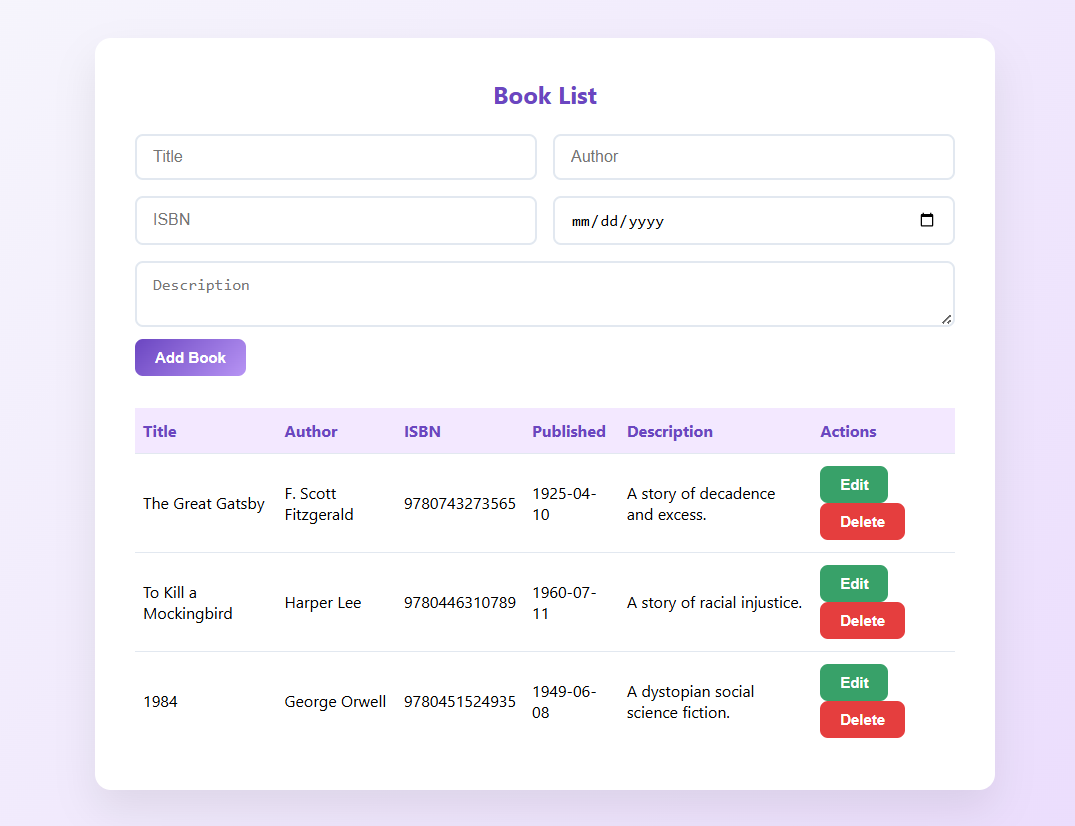 Book List
Title Author
ISBN mm/dd/yyyy
Description
Add Book
Title Author ISBN Published Description Actions
The Great Gatsby F. Scott Fitzgerald 9780743273565 1925-04-10 A story of decadence and excess. Edit Delete
To Kill a Mockingbird Harper Lee 9780446310789 1960-07-11 A story of racial injustice. Edit Delete
1984 George Orwell 9780451524935 1949-06-08 A dystopian social science fiction. Edit Delete